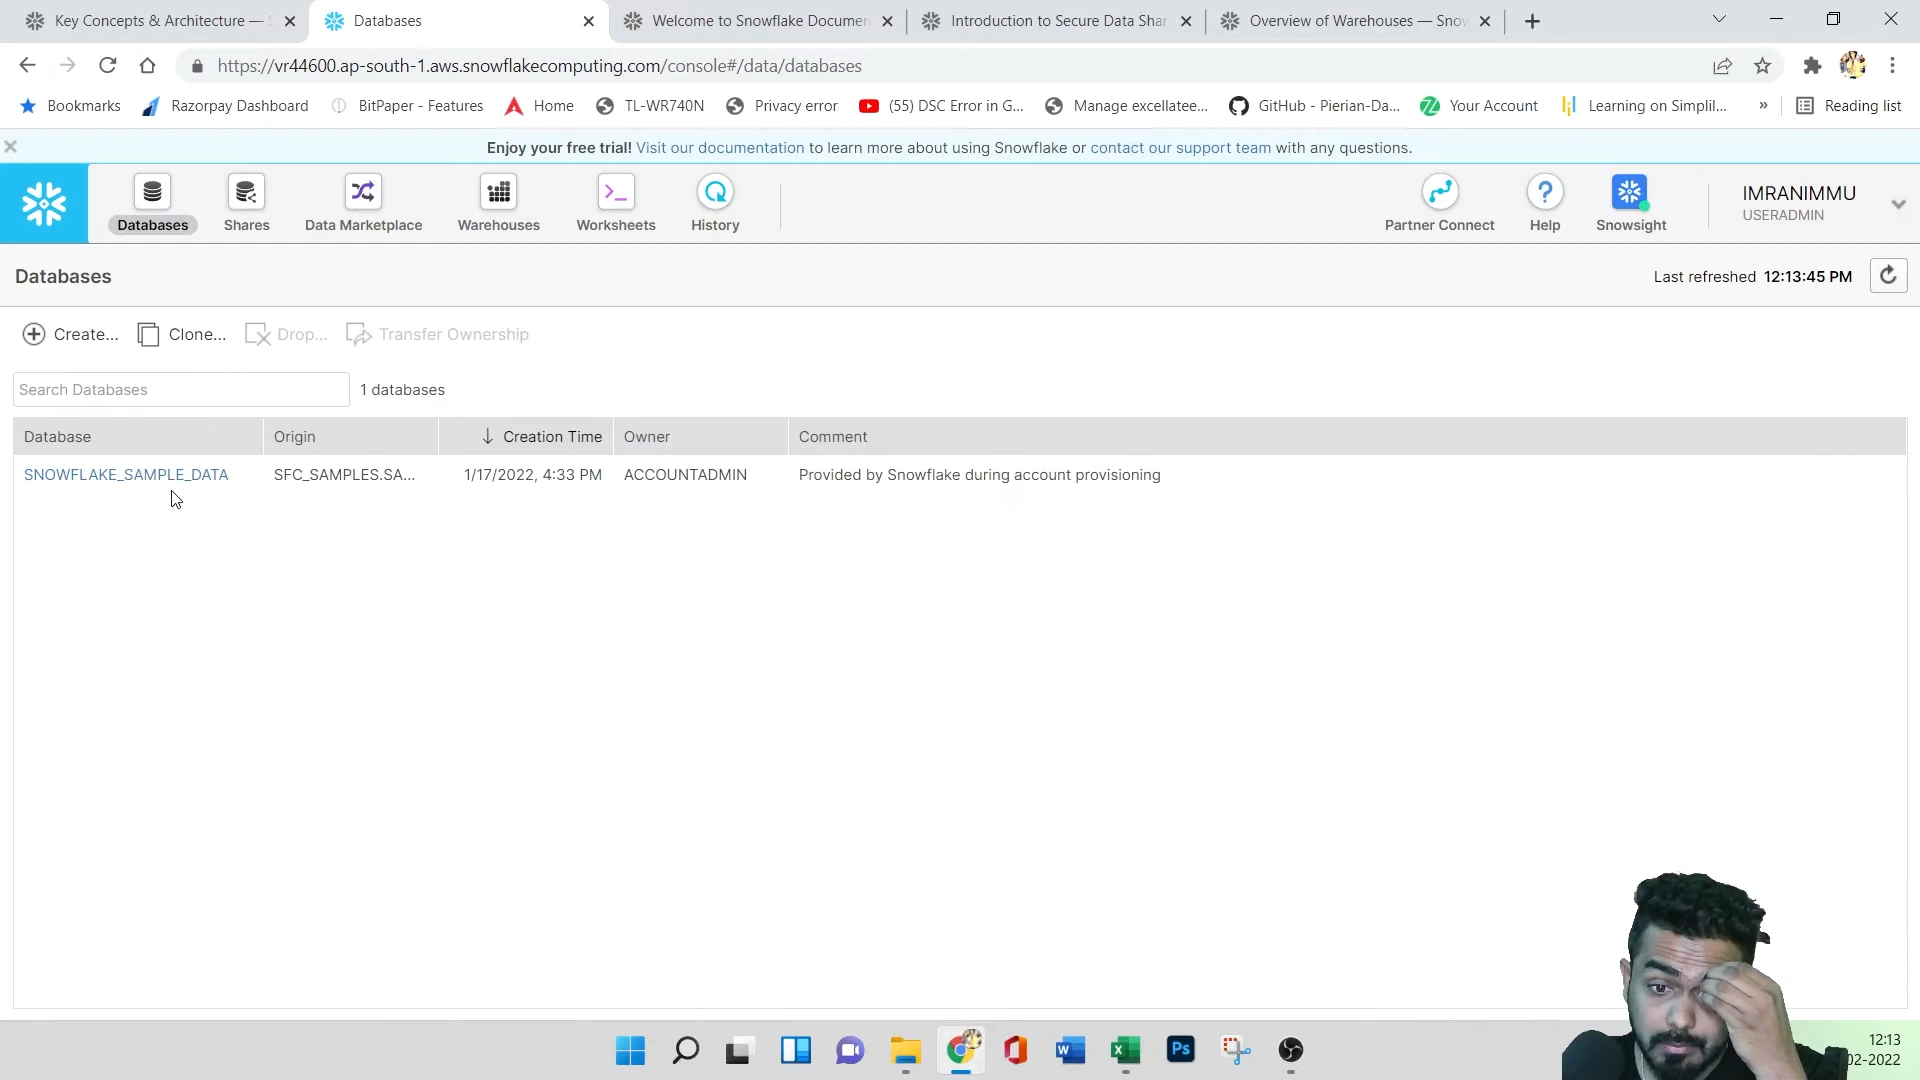 Key Concepts & Architecture —
Databases
Welcome to Snowflake Documen
Introduction to Secure Data Shar
Overview of Warehouses — Snow
https://vr44600.ap-south-1.aws.snowflakecomputing.com/console#/data/databases
Bookmarks
Razorpay Dashboard
BitPaper - Features
Home
TL-WR740N
Privacy error
(55) DSC Error in G...
Manage excellatee...
GitHub - Pierian-Da...
Your Account
Learning on Simplil...
»
Reading list
Enjoy your free trial! Visit our documentation to learn more about using Snowflake or contact our support team with any questions.
Databases
Shares
Data Marketplace
Warehouses
Worksheets
History
Partner Connect
Help
Snowsight
IMRANIMMU
USERADMIN
Databases
Last refreshed 12:13:45 PM
Create...
Clone...
Drop...
Transfer Ownership
Search Databases
1 databases
Database
Origin
Creation Time
Owner
Comment
SNOWFLAKE_SAMPLE_DATA
SFC_SAMPLES.SA...
1/17/2022, 4:33 PM
ACCOUNTADMIN
Provided by Snowflake during account provisioning
Ps
12:13
02-2022